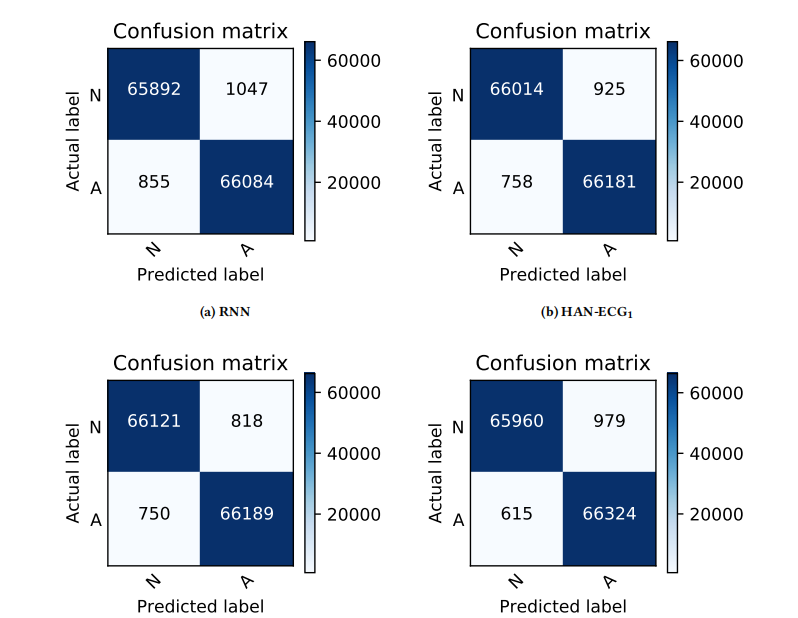 Confusion matrix
Actual label
N
A
65892 1047
855 66084
N A
Predicted label
60000
40000
20000
(a) RNN
Confusion matrix
Actual label
N
A
66014 925
758 66181
N A
Predicted label
60000
40000
20000
(b) HAN-ECG1
Confusion matrix
Actual label
N
A
66121 818
750 66189
N A
Predicted label
60000
40000
20000
Confusion matrix
Actual label
N
A
65960 979
615 66324
N A
Predicted label
60000
40000
20000